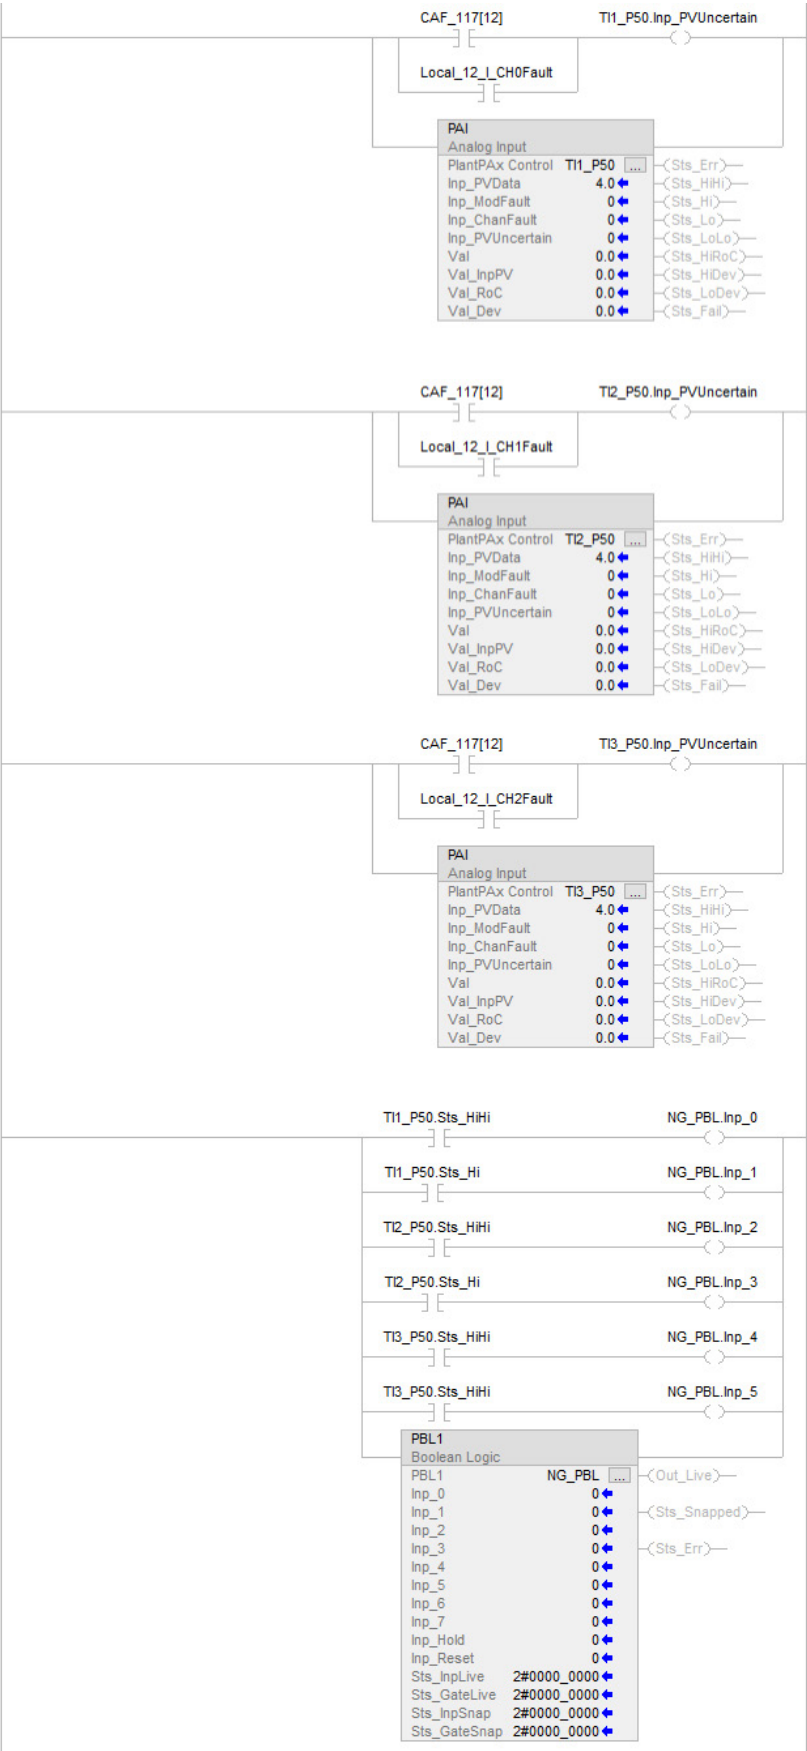 CAF_117[12] TI1_P50.Inp_PVUncertain
Local_12_I_CH0Fault
PAI
Analog Input
PlantPAx Control TI1_P50 ... Sts_Err
Inp_PVData 4.0 Sts_HiHi
Inp_ModFault 0 Sts_Hi
Inp_ChanFault 0 Sts_Lo
Inp_PVUncertain 0 Sts_LoLo
Val 0.0 Sts_HiRoC
Val_InpPV 0.0 Sts_HiDev
Val_RoC 0.0 Sts_LoDev
Val_Dev 0.0 Sts_Fail
CAF_117[12] TI2_P50.Inp_PVUncertain
Local_12_I_CH1Fault
PAI
Analog Input
PlantPAx Control TI2_P50 ... Sts_Err
Inp_PVData 4.0 Sts_HiHi
Inp_ModFault 0 Sts_Hi
Inp_ChanFault 0 Sts_Lo
Inp_PVUncertain 0 Sts_LoLo
Val 0.0 Sts_HiRoC
Val_InpPV 0.0 Sts_HiDev
Val_RoC 0.0 Sts_LoDev
Val_Dev 0.0 Sts_Fail
CAF_117[12] TI3_P50.Inp_PVUncertain
Local_12_I_CH2Fault
PAI
Analog Input
PlantPAx Control TI3_P50 ... Sts_Err
Inp_PVData 4.0 Sts_HiHi
Inp_ModFault 0 Sts_Hi
Inp_ChanFault 0 Sts_Lo
Inp_PVUncertain 0 Sts_LoLo
Val 0.0 Sts_HiRoC
Val_InpPV 0.0 Sts_HiDev
Val_RoC 0.0 Sts_LoDev
Val_Dev 0.0 Sts_Fail
TI1_P50.Sts_HiHi NG_PBL.Inp_0
TI1_P50.Sts_Hi NG_PBL.Inp_1
TI2_P50.Sts_HiHi NG_PBL.Inp_2
TI2_P50.Sts_Hi NG_PBL.Inp_3
TI3_P50.Sts_HiHi NG_PBL.Inp_4
TI3_P50.Sts_HiHi NG_PBL.Inp_5
PBL1
Boolean Logic
PBL1 NG_PBL ... Out_Live
Inp_0 0
Inp_1 0 Sts_Snapped
Inp_2 0
Inp_3 0 Sts_Err
Inp_4 0
Inp_5 0
Inp_6 0
Inp_7 0
Inp_Hold 0
Inp_Reset 0
Sts_InpLive 2#0000_0000
Sts_GateLive 2#0000_0000
Sts_InpSnap 2#0000_0000
Sts_GateSnap 2#0000_0000